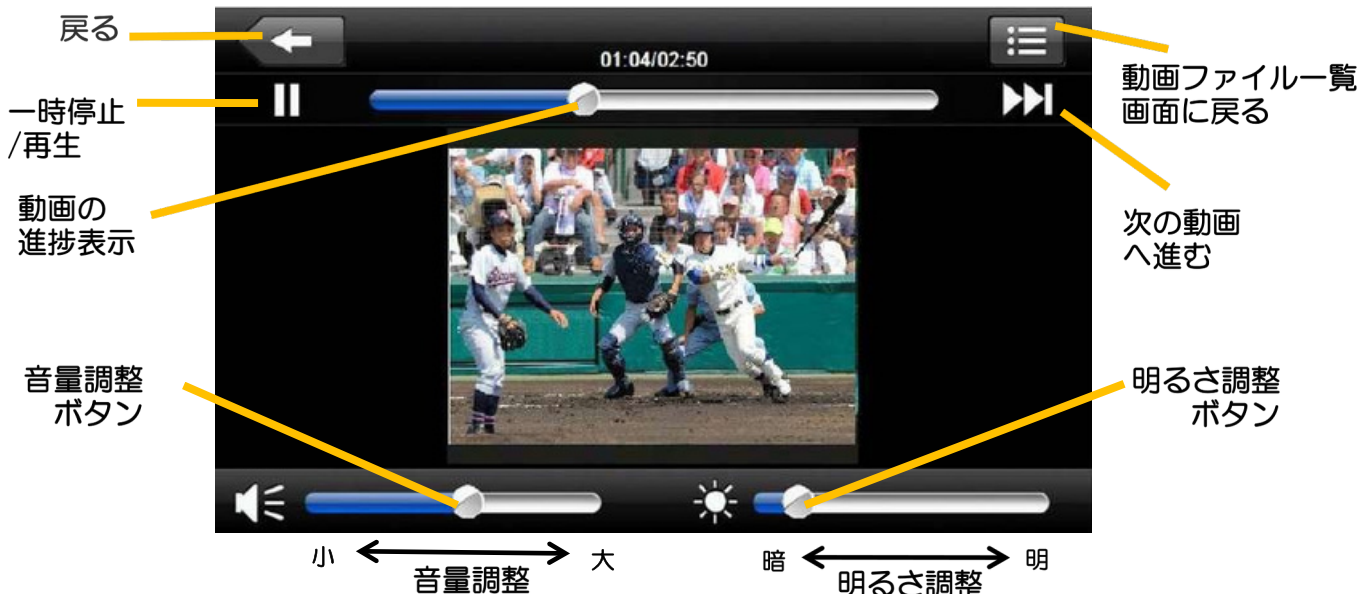 戻る
01:04/02:50
動画ファイル一覧
画面に戻る
一時停止
/再生
動画の
進捗表示
次の動画
へ進む
音量調整
ボタン
明るさ調整
ボタン
小
大
音量調整
暗
明
明るさ調整